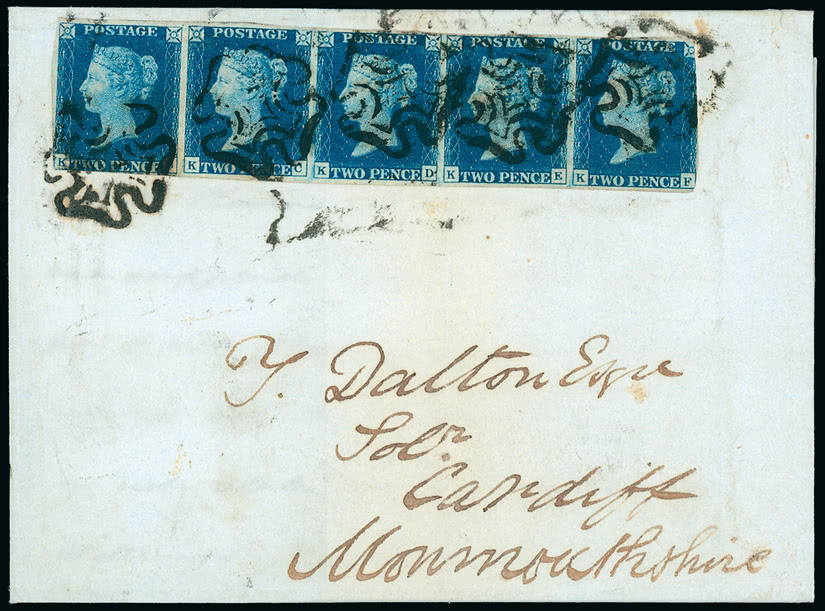 POSTAGE POSTAGE POSTAGE POSTAGE POSTAGE
K TWO PENCE K TWO PENCE C K TWO PENCE D K TWO PENCE E K TWO PENCE F
T. Dalton Esqre
Solr
Cardiff
Monmouthshire